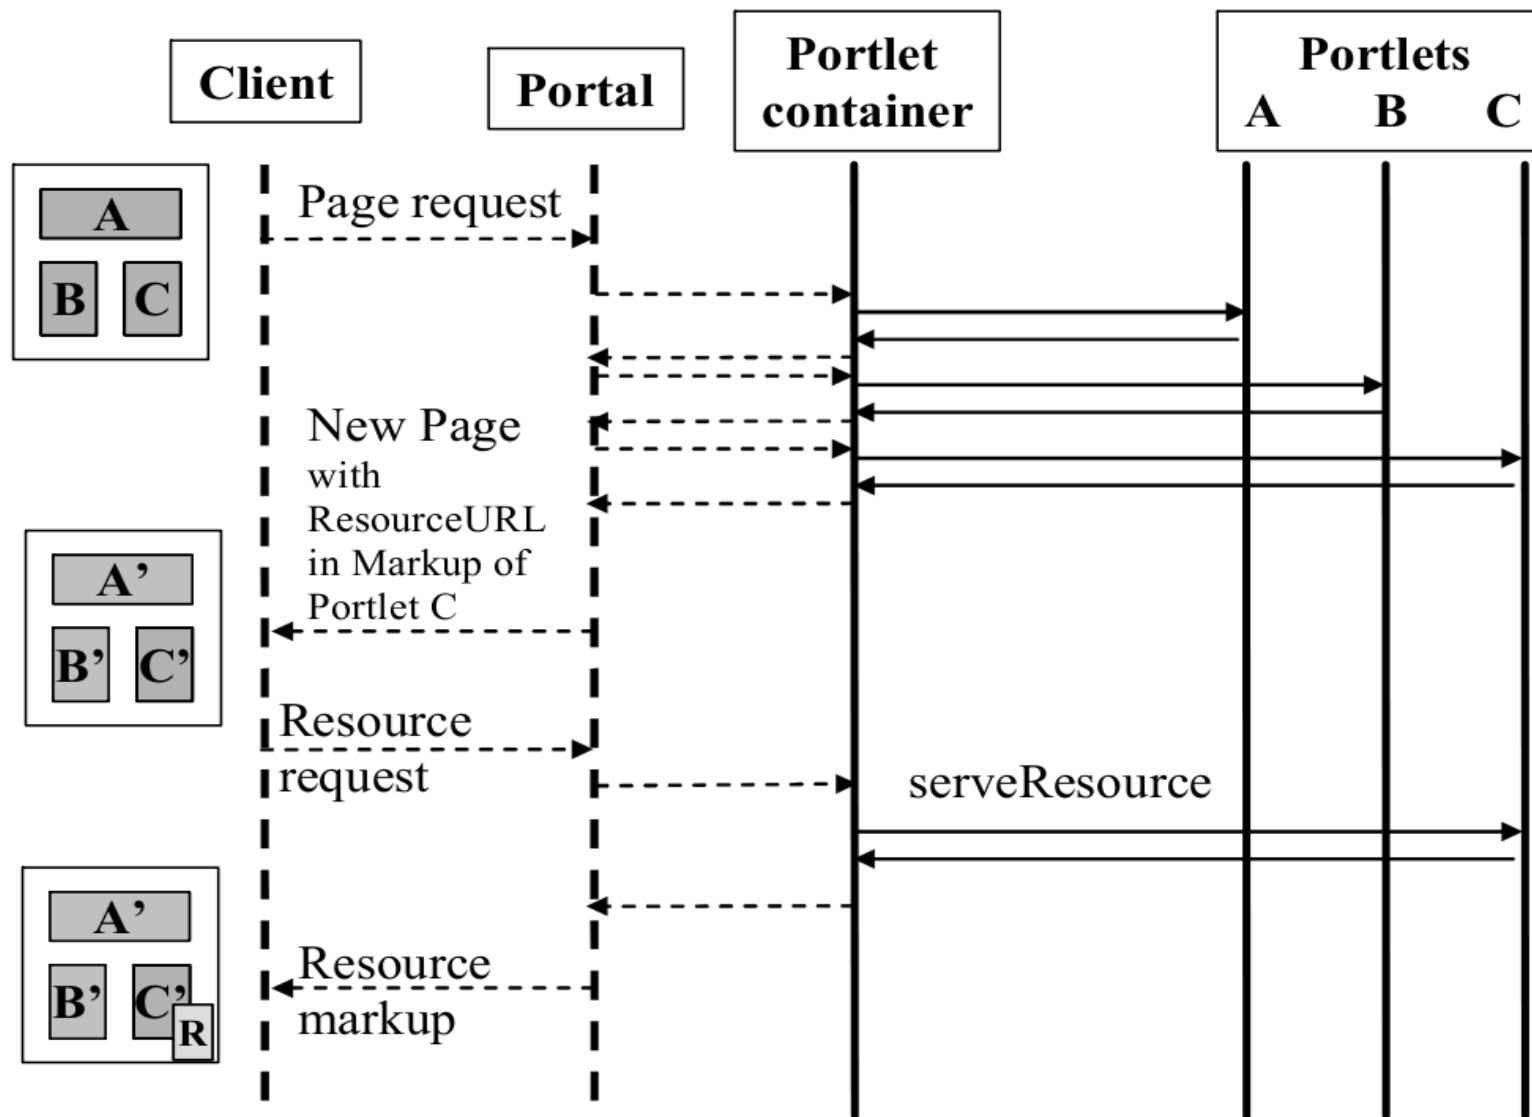 Client
Portal
Portlet
container
Portlets
A B C
A
B C
Page request
New Page
with
ResourceURL
in Markup of
Portlet C
A’
B’ C’
Resource
request
serveResource
A’
B’ C’
R
Resource
markup